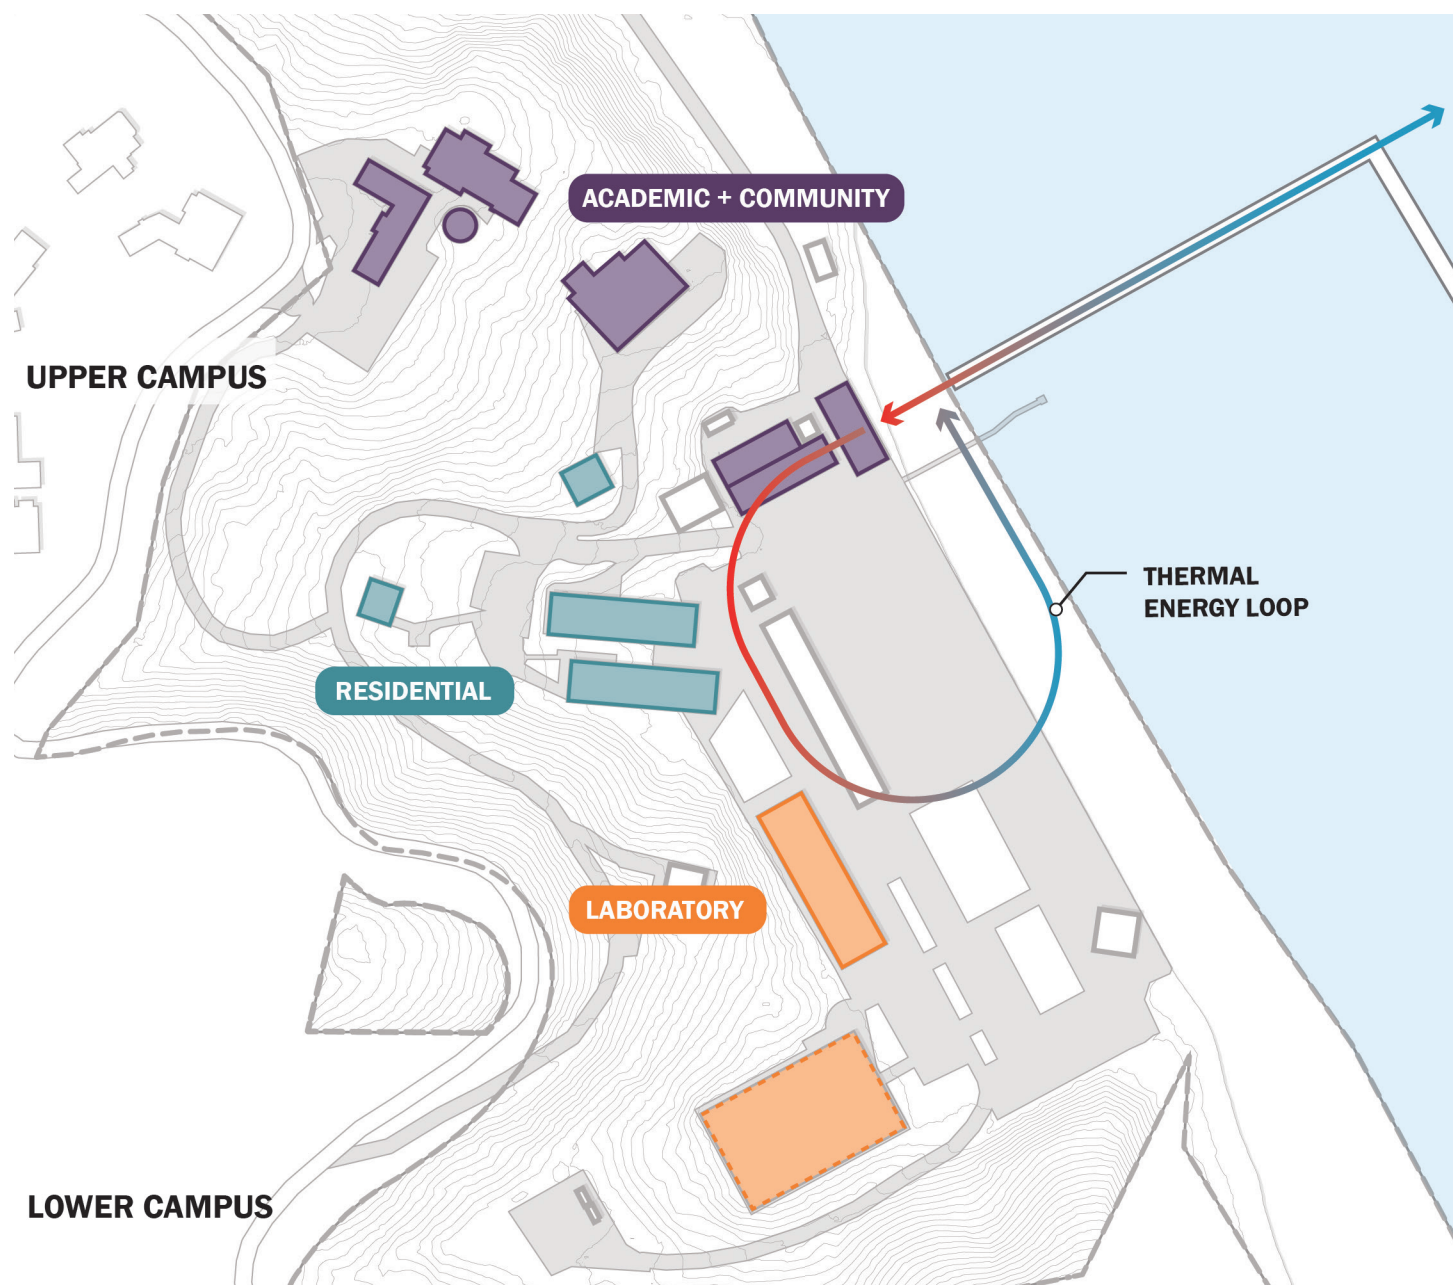 ACADEMIC + COMMUNITY
UPPER CAMPUS
THERMAL
ENERGY LOOP
RESIDENTIAL
LABORATORY
LOWER CAMPUS